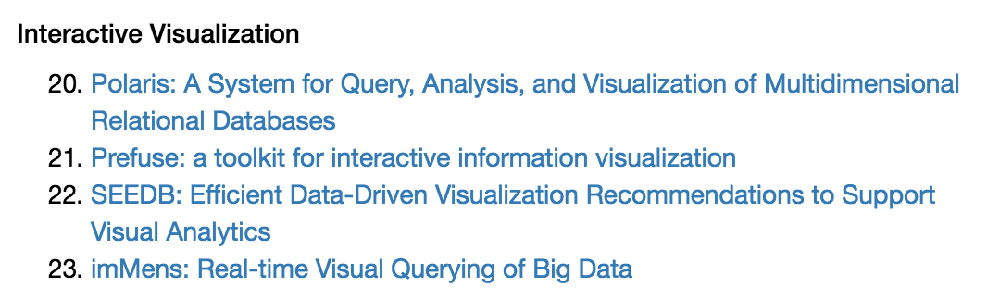 Interactive Visualization
20. Polaris: A System for Query, Analysis, and Visualization of Multidimensional
Relational Databases
21. Prefuse: a toolkit for interactive information visualization
22. SEEDB: Efficient Data-Driven Visualization Recommendations to Support
Visual Analytics
23. imMens: Real-time Visual Querying of Big Data